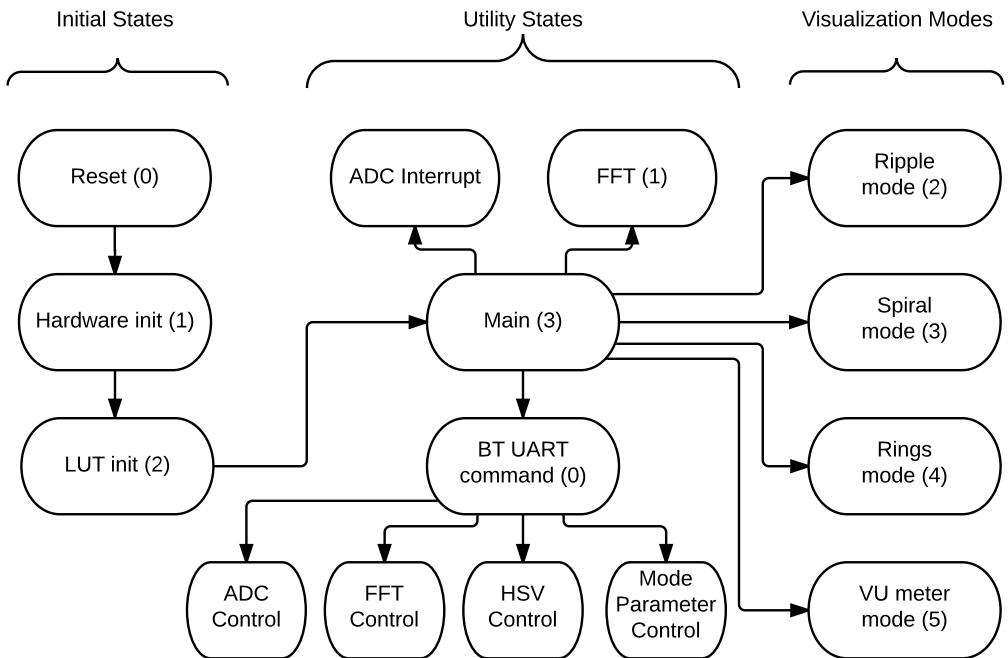 Initial States
Utility States
Visualization Modes
Reset (0)
ADC Interrupt
FFT (1)
Ripple
mode (2)
Hardware init (1)
Main (3)
Spiral
mode (3)
LUT init (2)
BT UART
command (0)
Rings
mode (4)
ADC
Control
FFT
Control
HSV
Control
Mode
Parameter
Control
VU meter
mode (5)